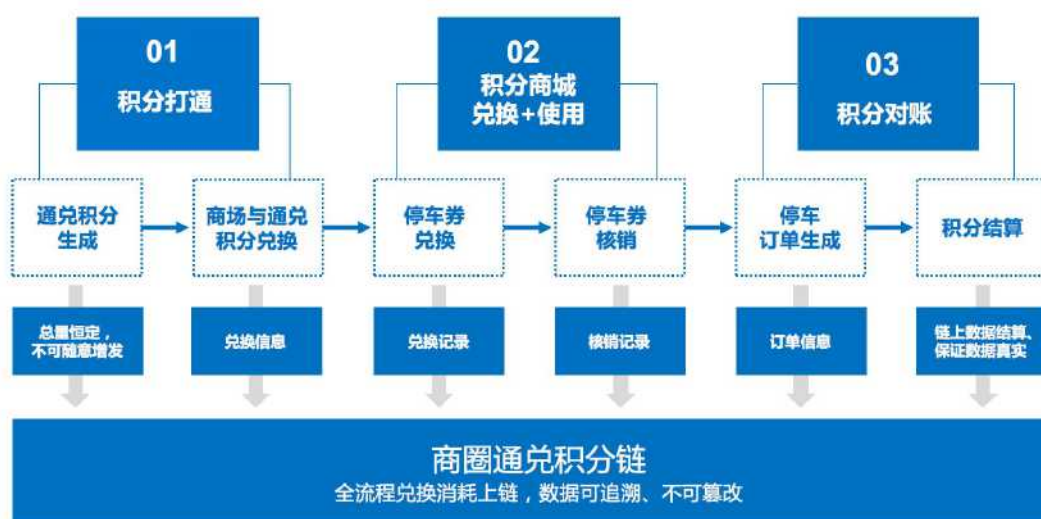 01
积分打通
02
积分商城
兑换+使用
03
积分对账
通兑积分
生成
商场与通兑
积分兑换
停车券
兑换
停车券
核销
停车
订单生成
积分结算
总量恒定，
不可随意增发
兑换信息
兑换记录
核销记录
订单信息
链上数据结算、
保证数据真实
商圈通兑积分链
全流程兑换消耗上链，数据可追溯、不可篡改